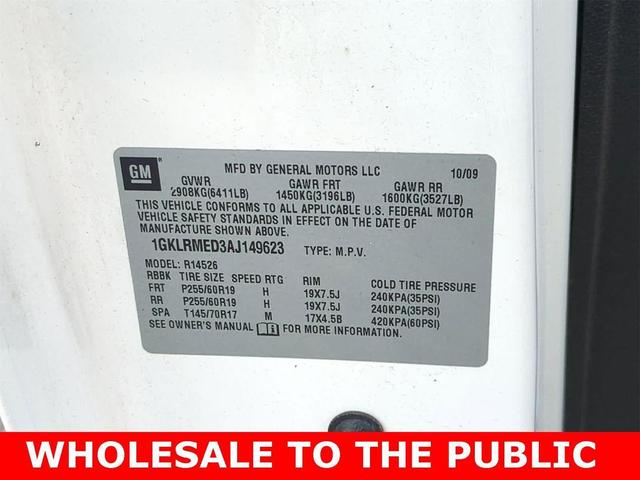 GM
MFD BY GENERAL MOTORS LLC 10/09
GVWR GAWR FRT GAWR RR
2908KG(6411LB) 1450KG(3196LB) 1600KG(3527LB)
THIS VEHICLE CONFORMS TO ALL APPLICABLE U.S. FEDERAL MOTOR
VEHICLE SAFETY STANDARDS IN EFFECT ON THE DATE OF
MANUFACTURE SHOWN ABOVE.
1GKLRMED3AJ149623 TYPE: M.P.V.
MODEL: R14526
RBBK TIRE SIZE SPEED RTG RIM COLD TIRE PRESSURE
FRT P255/60R19 H 19X7.5J 240KPA(35PSI)
RR P255/60R19 H 19X7.5J 240KPA(35PSI)
SPA T145/70R17 M 17X4.5B 420KPA(60PSI)
SEE OWNER'S MANUAL FOR MORE INFORMATION.
WHOLESALE TO THE PUBLIC